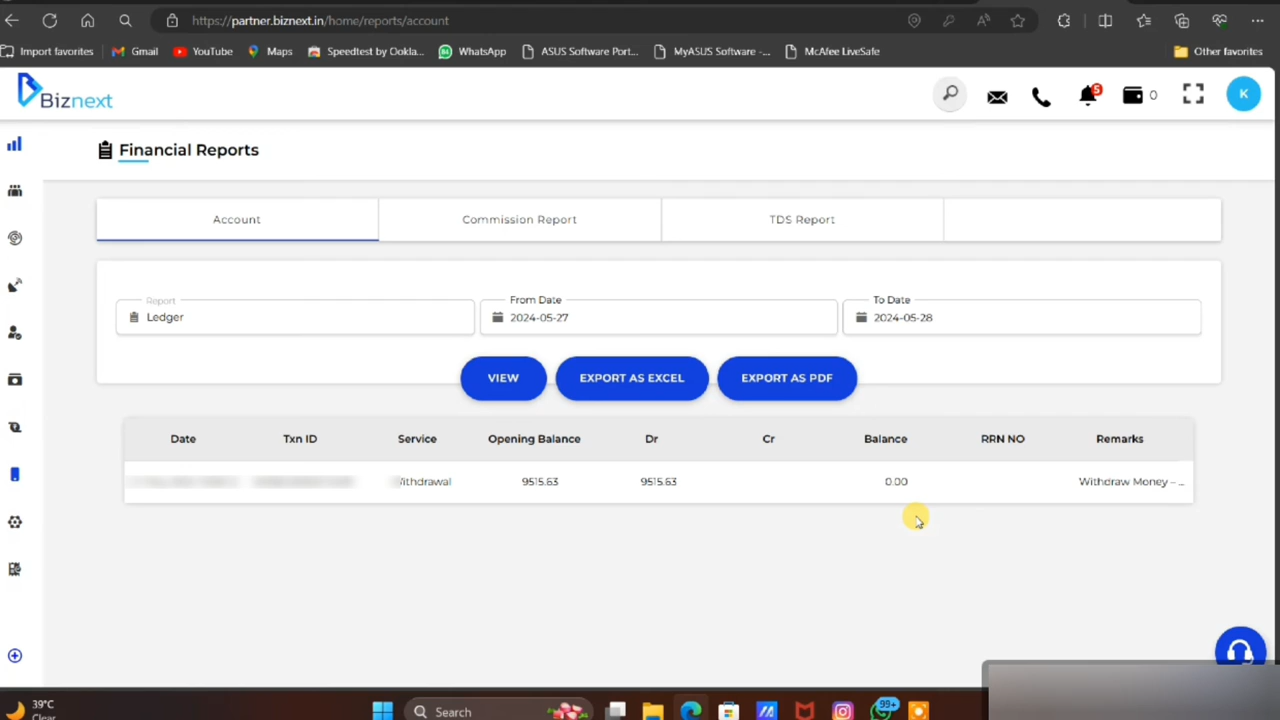 https://partner.biznext.in/home/reports/account
Import favorites
Gmail
YouTube
Maps
Speedtest by Ookla...
WhatsApp
ASUS Software Port...
MyASUS Software -...
McAfee LiveSafe
Other favorites
Biznext
5
0
K
Financial Reports
Account
Commission Report
TDS Report
Report
Ledger
From Date
2024-05-27
To Date
2024-05-28
VIEW
EXPORT AS EXCEL
EXPORT AS PDF
Date Txn ID Service Opening Balance Dr Cr Balance RRN NO Remarks
Withdrawal 9515.63 9515.63 0.00 Withdraw Money – ...
39°C
Clear
Search
99+